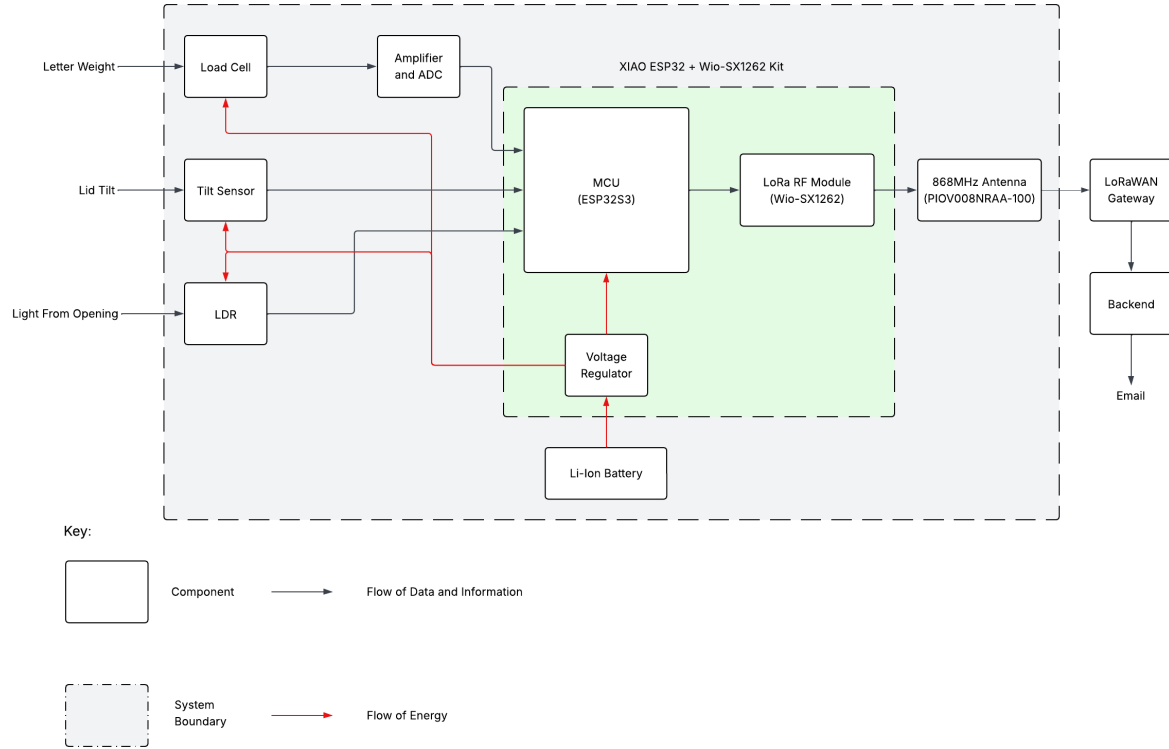 XIAO ESP32 + Wio-SX1262 Kit
Letter Weight
Load Cell
Amplifier
and ADC
Lid Tilt
Tilt Sensor
MCU
(ESP32S3)
LoRa RF Module
(Wio-SX1262)
868MHz Antenna
(PIOV008NRAA-100)
LoRaWAN
Gateway
Light From Opening
LDR
Backend
Voltage
Regulator
Email
Li-Ion Battery
Key:
Component
Flow of Data and Information
System
Boundary
Flow of Energy